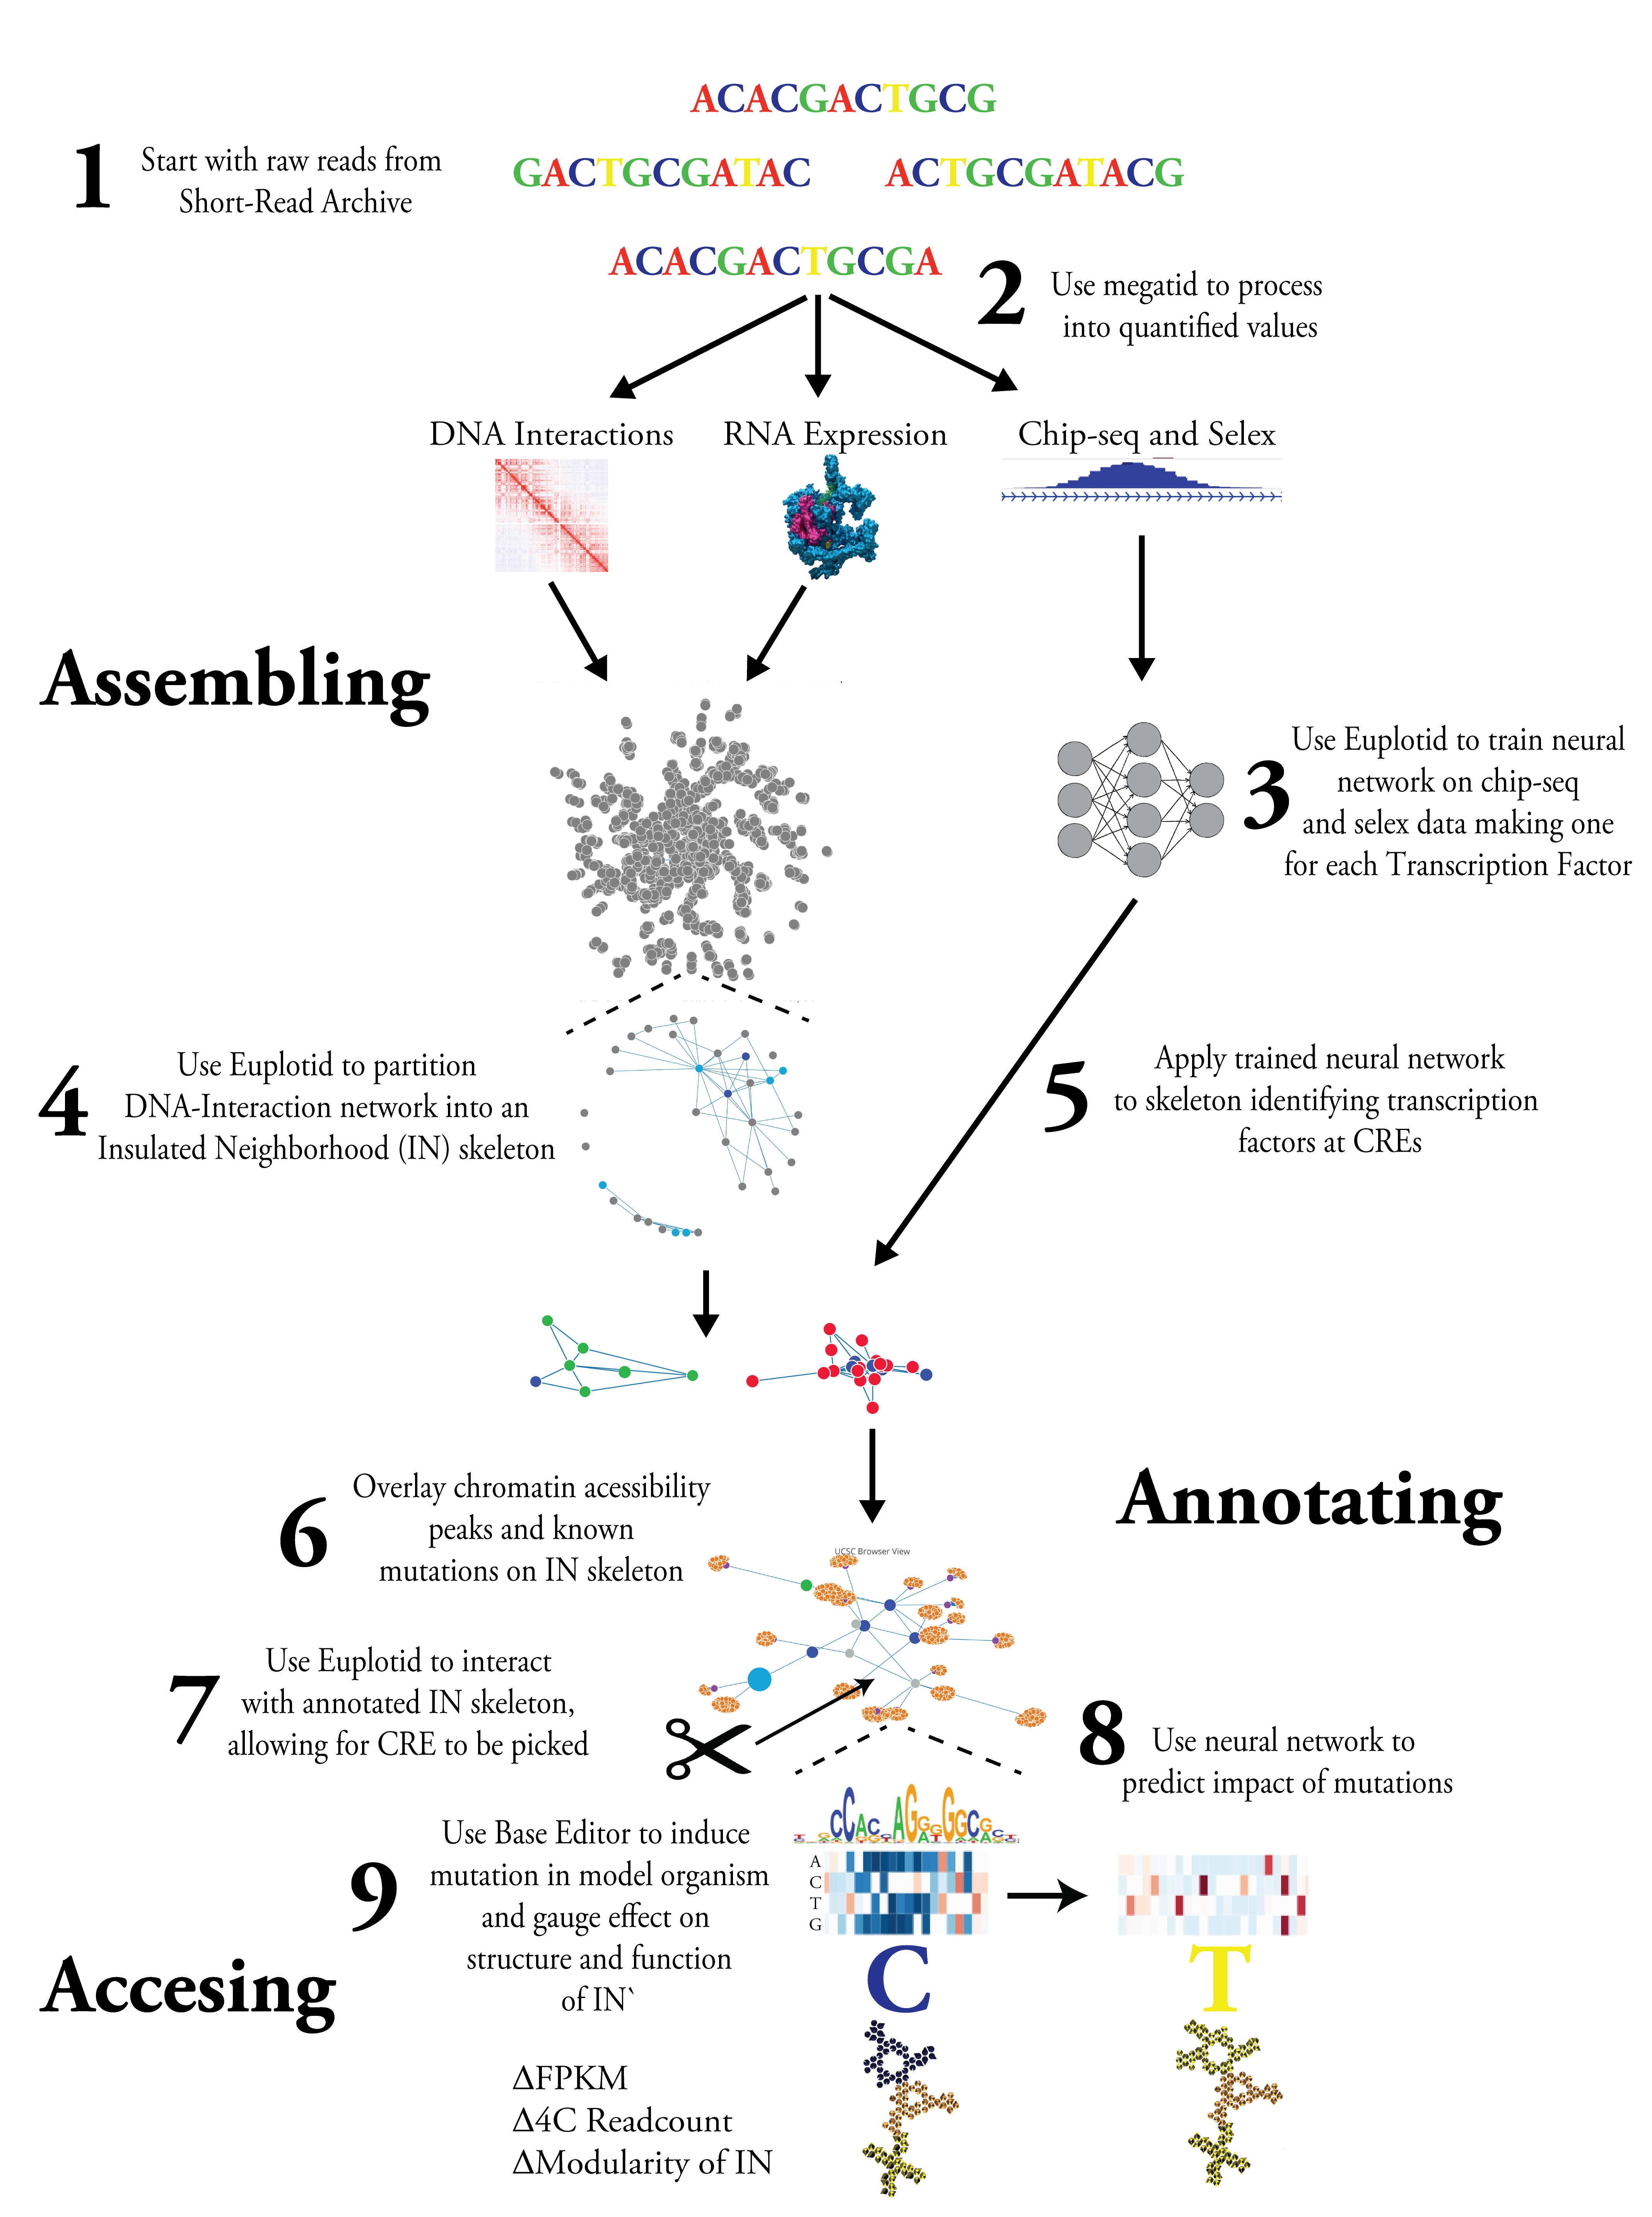 ACACGACTGCG
1
Start with raw reads from
Short-Read Archive
GACTGCGATAC
ACTGCGATACG
ACACGACTGCGA
2
Use megatid to process
into quantified values
DNA Interactions
RNA Expression
Chip-seq and Selex
Assembling
3
Use Euplotid to train neural
network on chip-seq
and selex data making one
for each Transcription Factor
4
Use Euplotid to partition
DNA-Interaction network into an
Insulated Neighborhood (IN) skeleton
5
Apply trained neural network
to skeleton identifying transcription
factors at CREs
Annotating
6
Overlay chromatin acessibility
peaks and known
mutations on IN skeleton
UCSC Browser View
7
Use Euplotid to interact
with annotated IN skeleton,
allowing for CRE to be picked
8
Use neural network to
predict impact of mutations
9
Use Base Editor to induce
mutation in model organism
and gauge effect on
structure and function
of IN`
A
C
T
G
C
T
Accesing
ΔFPKM
Δ4C Readcount
ΔModularity of IN